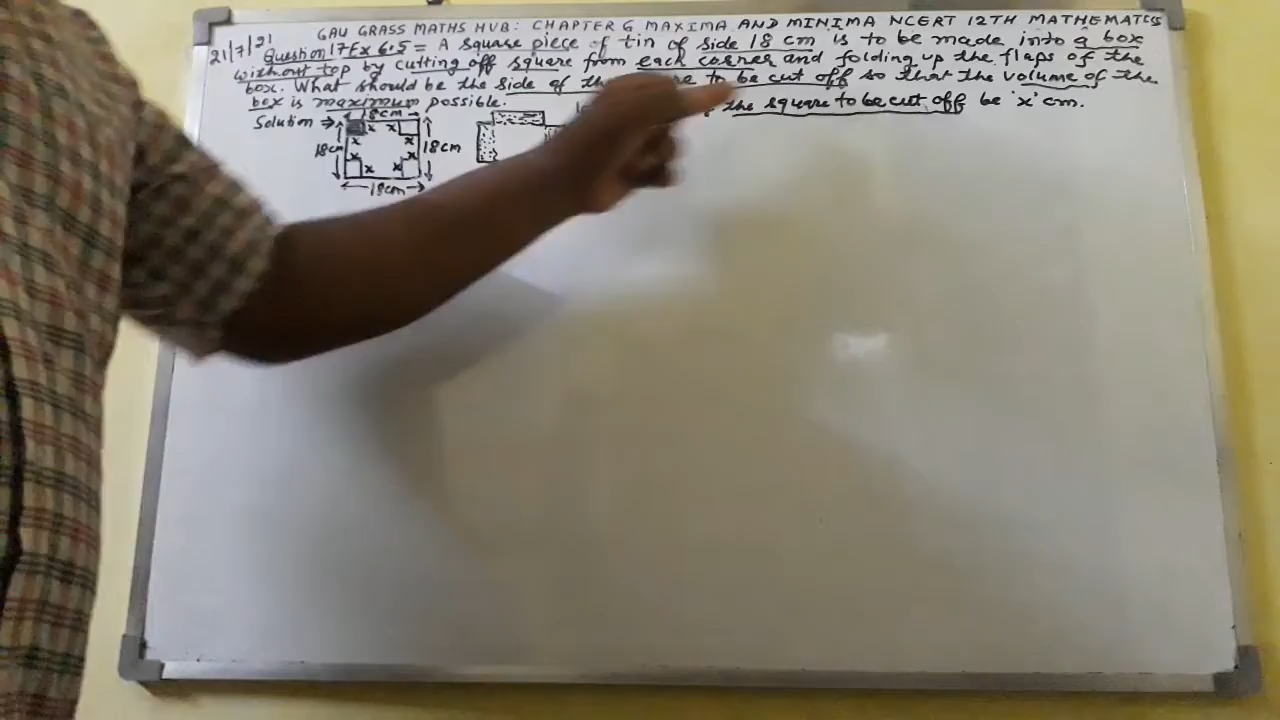 GAU GRASS MATHS HUB: CHAPTER 6 MAXIMA AND MINIMA NCERT 12TH MATHEMATICS
21/7/21
Question 17 Ex 6.5 = A square piece of tin of side 18 cm is to be made into a box
without top by cutting off square from each corner and folding up the flaps of the
box. What should be the side of the to be cut off so that the volume of the
box is maximum possible.
the square to be cut off be 'x' cm.
Solution →
18cm
x x
x x
18cm 18cm
x x
x x
18cm